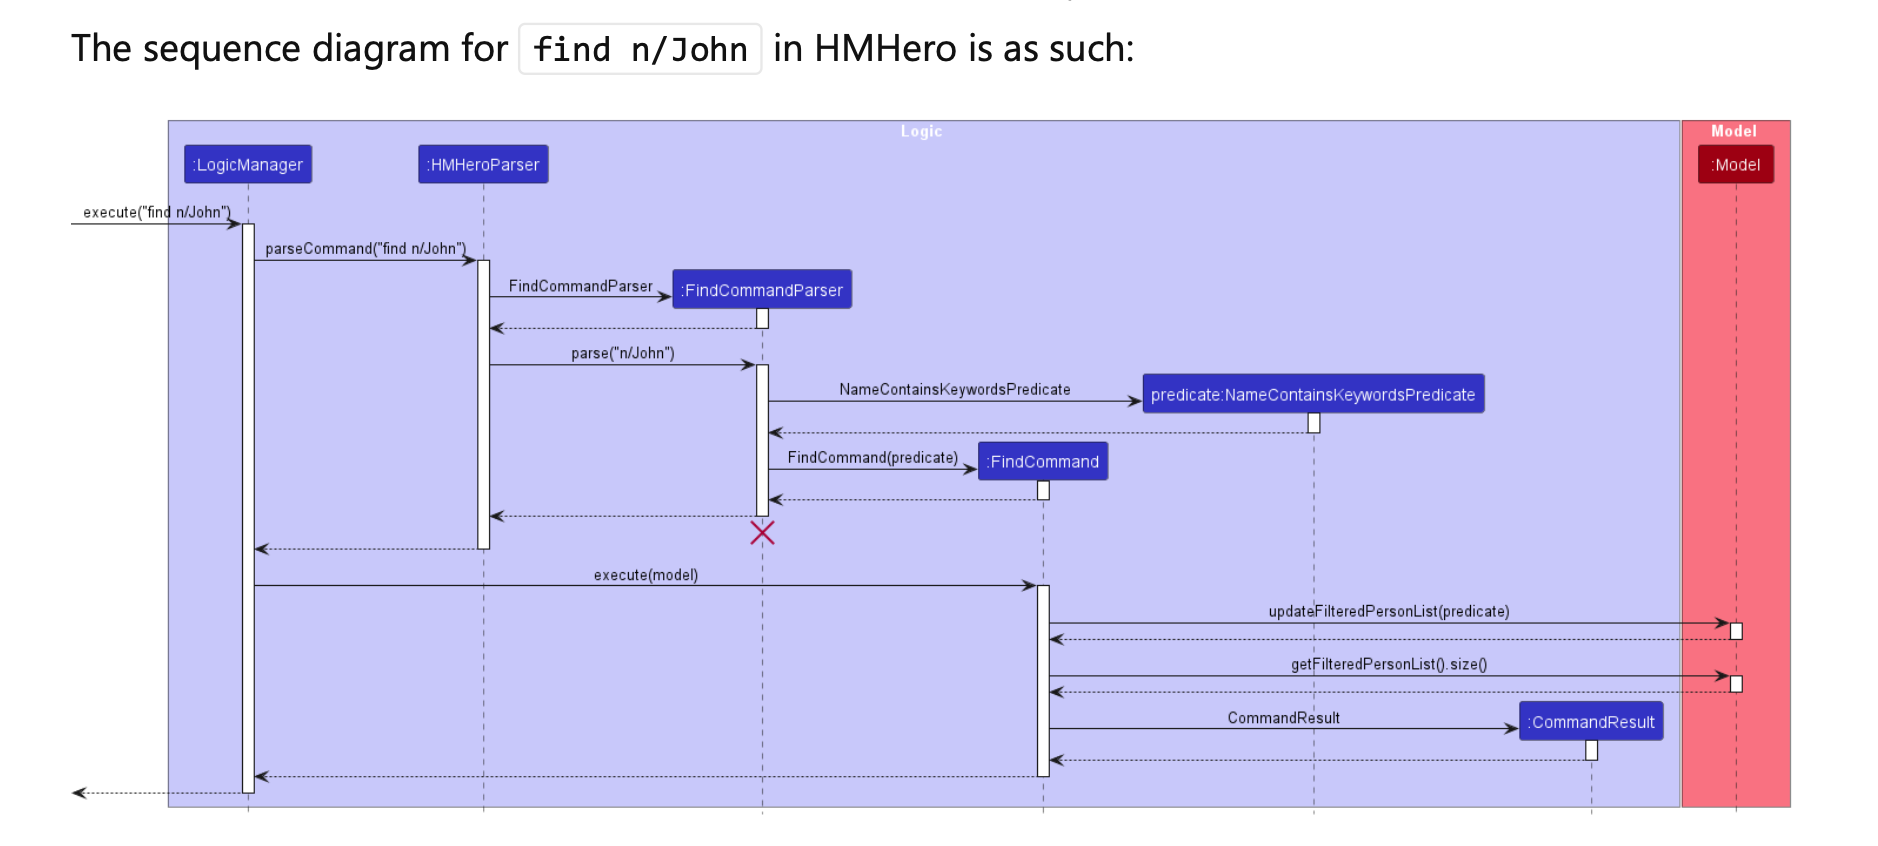 The sequence diagram for find n/John in HMHero is as such:
Logic
Model
:LogicManager
:HMHeroParser
:Model
execute("find n/John")
parseCommand("find n/John")
FindCommandParser
:FindCommandParser
parse("n/John")
NameContainsKeywordsPredicate
predicate:NameContainsKeywordsPredicate
FindCommand(predicate)
:FindCommand
execute(model)
updateFilteredPersonList(predicate)
getFilteredPersonList().size()
CommandResult
:CommandResult